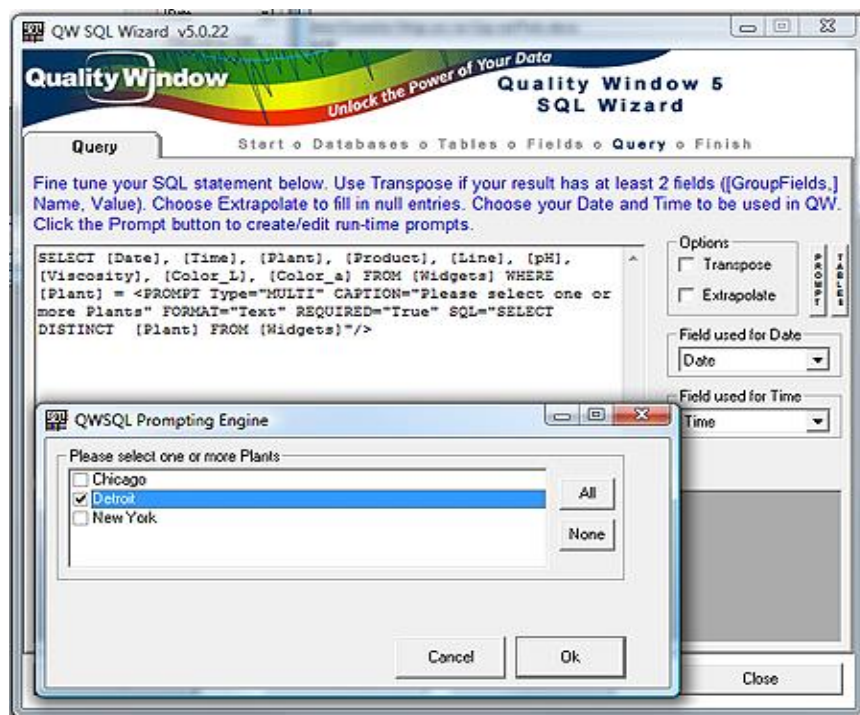 Date
QW SQL Wizard v5.0.22
Quality Window
Unlock the Power of Your Data
Quality Window 5
SQL Wizard
Query
Start o Databases o Tables o Fields o Query o Finish
Fine tune your SQL statement below. Use Transpose if your result has at least 2 fields ([GroupFields,]
Name, Value). Choose Extrapolate to fill in null entries. Choose your Date and Time to be used in QW.
Click the Prompt button to create/edit run-time prompts.
SELECT [Date], [Time], [Plant], [Product], [Line], [pH],
[Viscosity], [Color_L], [Color_a] FROM [Widgets] WHERE
[Plant] = <PROMPT Type="MULTI" CAPTION="Please select one or
more Plants" FORMAT="Text" REQUIRED="True" SQL="SELECT
DISTINCT [Plant] FROM [Widgets]"/>
Options
Transpose
Extrapolate
PROMPT
TABLES
Field used for Date
Date
Field used for Time
Time
QWSQL Prompting Engine
Please select one or more Plants
Chicago
Detroit
New York
All
None
Cancel
Ok
Close